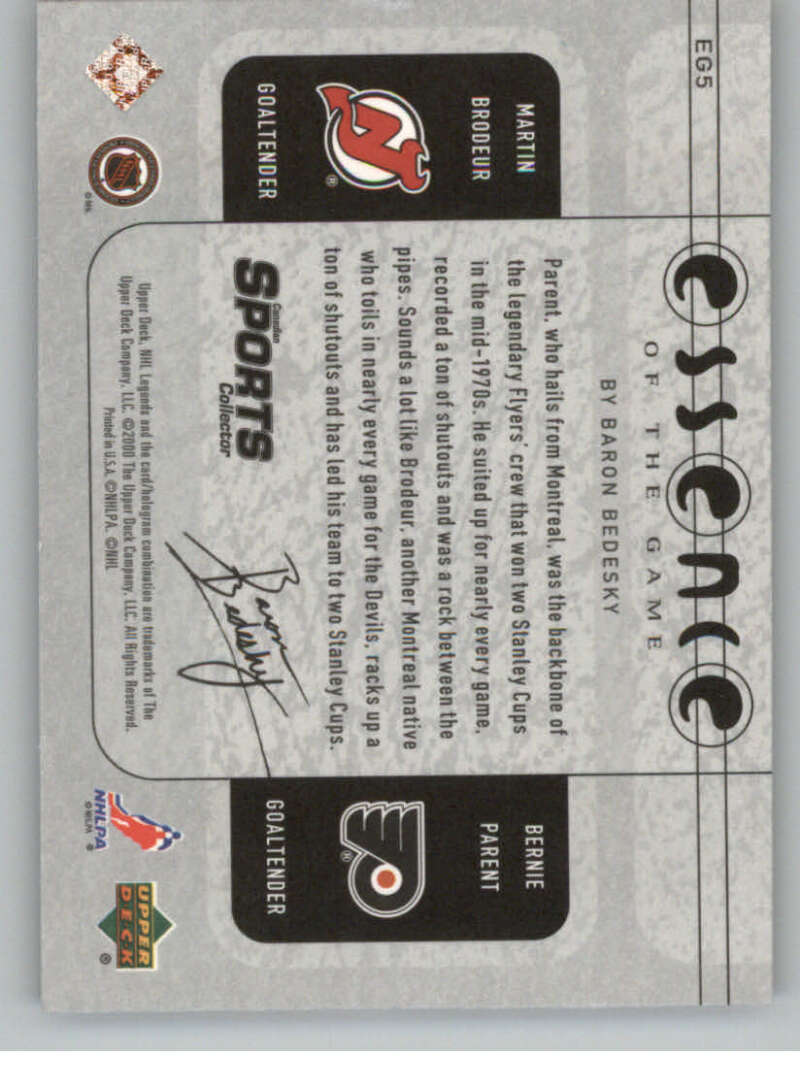 EG5
essence
OF THE GAME
BY BARON BEDESKY
MARTIN
BRODEUR
®
GOALTENDER
Parent, who hails from Montreal, was the backbone of
the legendary Flyers' crew that won two Stanley Cups
in the mid-1970s. He suited up for nearly every game,
recorded a ton of shutouts and was a rock between the
pipes. Sounds a lot like Brodeur, another Montreal native
who toils in nearly every game for the Devils, racks up a
ton of shutouts and has led his team to two Stanley Cups.
BERNIE
PARENT
®
GOALTENDER
Canadian
SPORTS
Collector
Baron
Bedesky
Upper Deck, NHL Legends and the card/hologram combination are trademarks of The
Upper Deck Company, LLC. ©2000 The Upper Deck Company, LLC. All Rights Reserved.
Printed in U.S.A. ©NHLPA. ©NHL
NHLPA ®
© NHLPA
UPPER
DECK ®